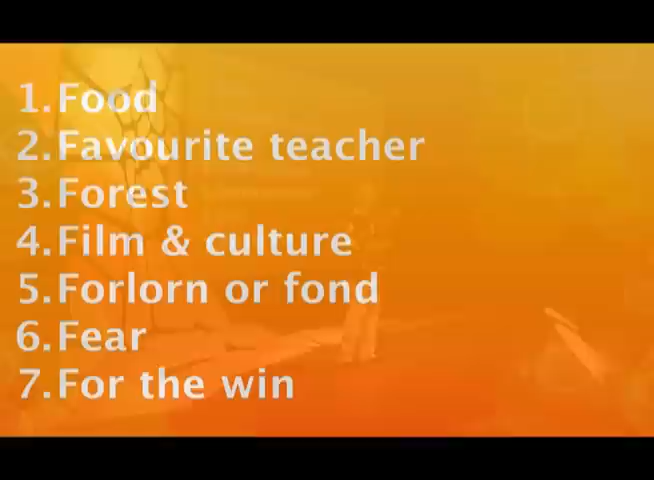 1.Food
2.Favourite teacher
3.Forest
4.Film & culture
5.Forlorn or fond
6.Fear
7.For the win